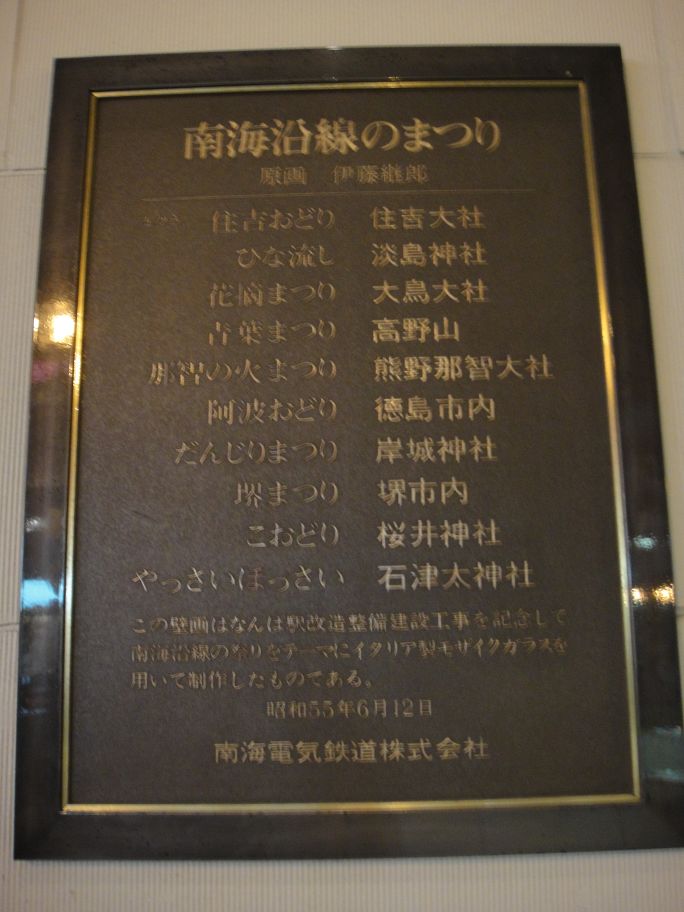 南海沿線のまつり
原画 伊藤継郎
住吉おどり 住吉大社
ひな流し 淡島神社
花摘まつり 大鳥大社
青葉まつり 高野山
那智の火まつり 熊野那智大社
阿波おどり 徳島市内
だんじりまつり 岸城神社
堺まつり 堺市内
こおどり 桜井神社
やっさいほっさい 石津太神社
この壁画はなんば駅改造整備建設工事を記念して
南海沿線の祭りをテーマにイタリア製モザイクガラスを
用いて制作したものである。
昭和55年6月12日
南海電気鉄道株式会社